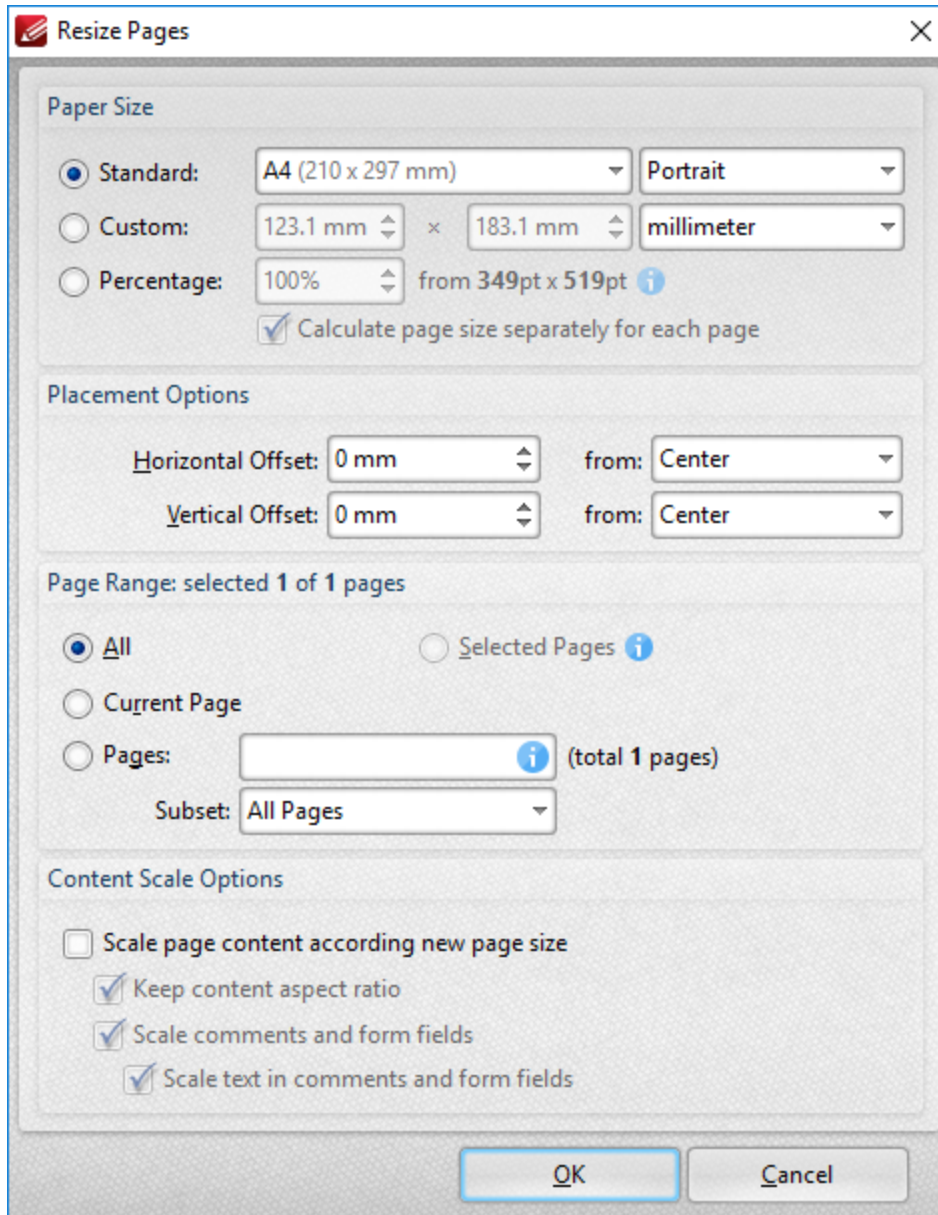 Resize Pages
Paper Size
Standard: A4 (210 x 297 mm) Portrait
Custom: 123.1 mm × 183.1 mm millimeter
Percentage: 100% from 349pt x 519pt i
Calculate page size separately for each page
Placement Options
Horizontal Offset: 0 mm from: Center
Vertical Offset: 0 mm from: Center
Page Range: selected 1 of 1 pages
All Selected Pages i
Current Page
Pages: i (total 1 pages)
Subset: All Pages
Content Scale Options
Scale page content according new page size
Keep content aspect ratio
Scale comments and form fields
Scale text in comments and form fields
OK Cancel